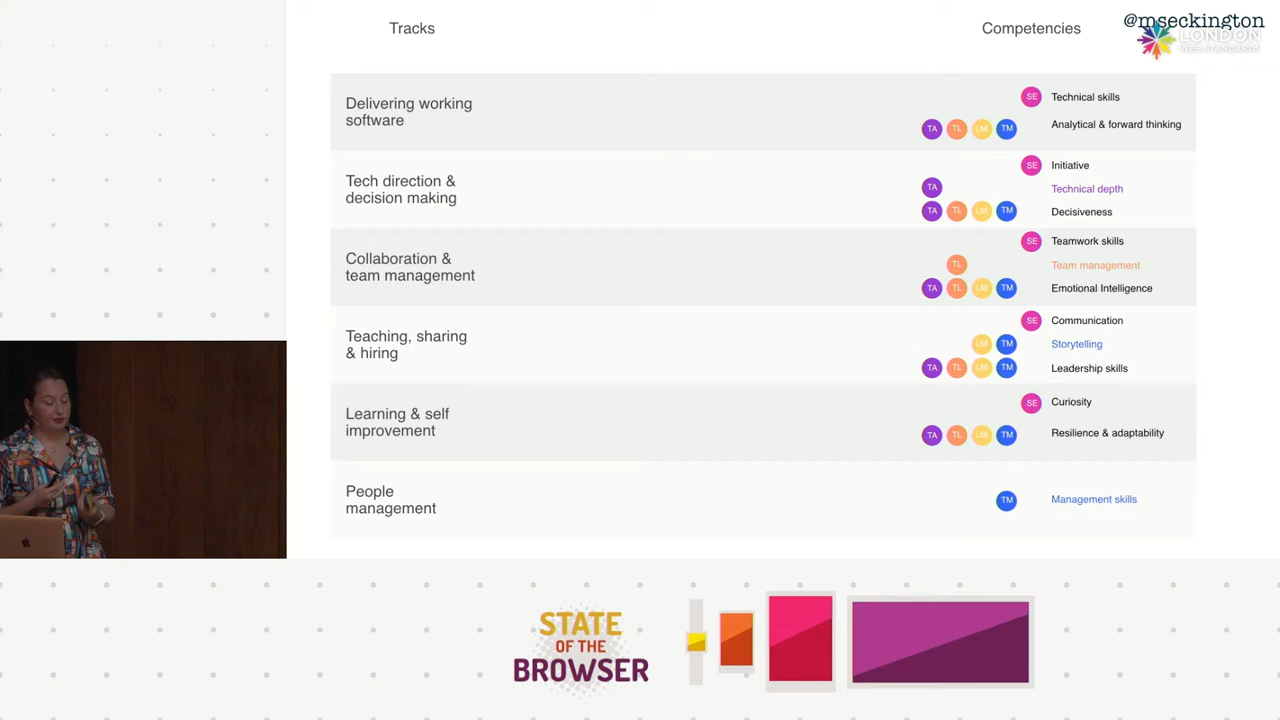 @mseckington
Tracks
Competencies
LONDON
WEB STANDARDS
Delivering working
software
SE
Technical skills
TA TL LM TM
Analytical & forward thinking
Tech direction &
decision making
SE
Initiative
TA
Technical depth
TA TL LM TM
Decisiveness
Collaboration &
team management
SE
Teamwork skills
TL
Team management
TA TL LM TM
Emotional Intelligence
Teaching, sharing
& hiring
SE
Communication
LM TM
Storytelling
TA TL LM TM
Leadership skills
Learning & self
improvement
SE
Curiosity
TA TL LM TM
Resilience & adaptability
People
management
TM
Management skills
STATE
OF THE
BROWSER